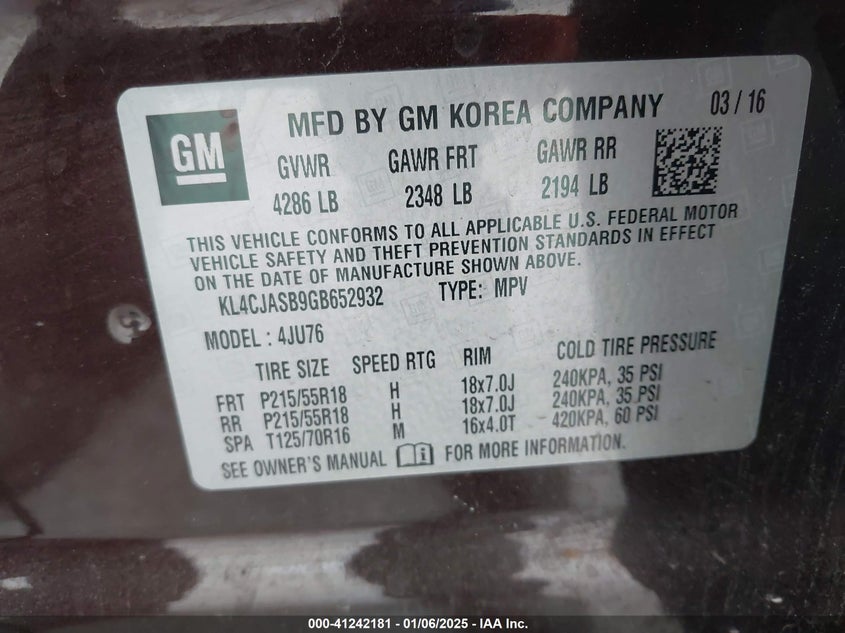 GM
MFD BY GM KOREA COMPANY 03 / 16
GVWR GAWR FRT GAWR RR
4286 LB 2348 LB 2194 LB
THIS VEHICLE CONFORMS TO ALL APPLICABLE U.S. FEDERAL MOTOR
VEHICLE SAFETY AND THEFT PREVENTION STANDARDS IN EFFECT
ON THE DATE OF MANUFACTURE SHOWN ABOVE.
KL4CJASB9GB652932 TYPE: MPV
MODEL : 4JU76
TIRE SIZE SPEED RTG RIM COLD TIRE PRESSURE
FRT P215/55R18 H 18x7.0J 240KPA, 35 PSI
RR P215/55R18 H 18x7.0J 240KPA, 35 PSI
SPA T125/70R16 M 16x4.0T 420KPA, 60 PSI
SEE OWNER'S MANUAL FOR MORE INFORMATION.
000-41242181 - 01/06/2025 - IAA Inc.